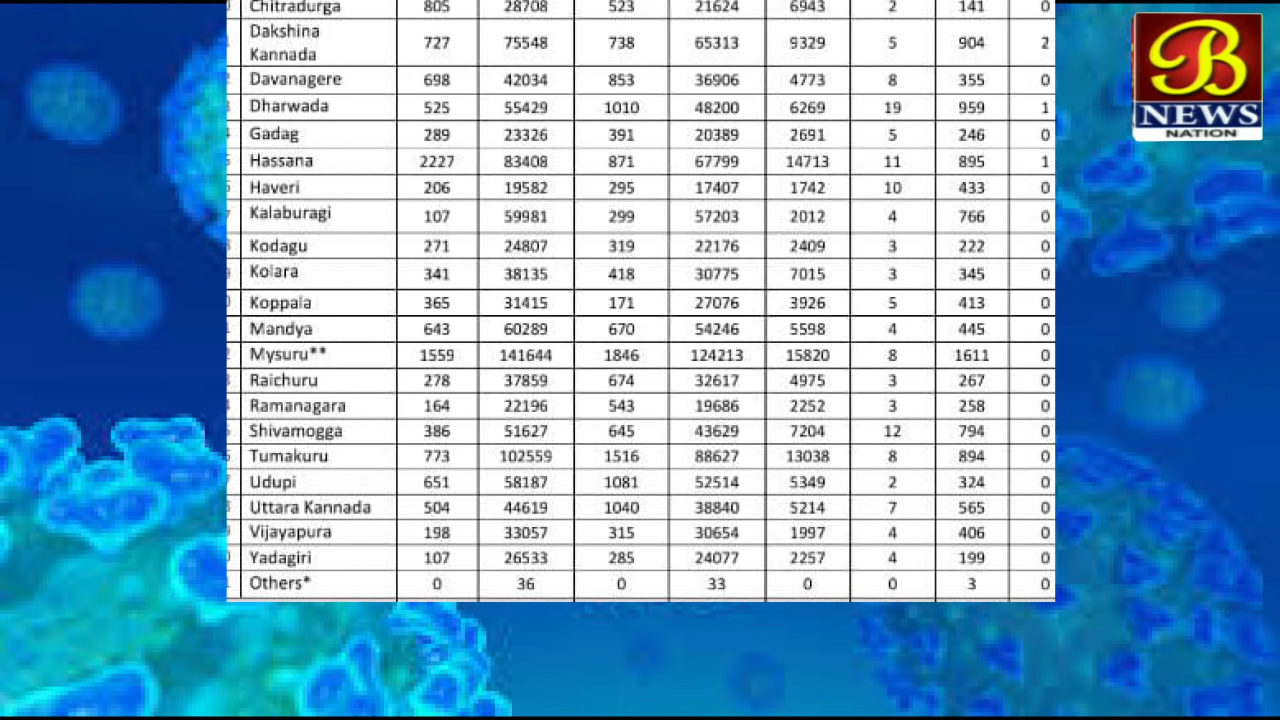 Chitradurga 805 28708 523 21624 6943 2 141 0
Dakshina
Kannada 727 75548 738 65313 9329 5 904 2
Davanagere 698 42034 853 36906 4773 8 355 0
Dharwada 525 55429 1010 48200 6269 19 959 1
Gadag 289 23326 391 20389 2691 5 246 0
Hassana 2227 83408 871 67799 14713 11 895 1
Haveri 206 19582 295 17407 1742 10 433 0
Kalaburagi 107 59981 299 57203 2012 4 766 0
Kodagu 271 24807 319 22176 2409 3 222 0
Kolara 341 38135 418 30775 7015 3 345 0
Koppala 365 31415 171 27076 3926 5 413 0
Mandya 643 60289 670 54246 5598 4 445 0
Mysuru** 1559 141644 1846 124213 15820 8 1611 0
Raichuru 278 37859 674 32617 4975 3 267 0
Ramanagara 164 22196 543 19686 2252 3 258 0
Shivamogga 386 51627 645 43629 7204 12 794 0
Tumakuru 773 102559 1516 88627 13038 8 894 0
Udupi 651 58187 1081 52514 5349 2 324 0
Uttara Kannada 504 44619 1040 38840 5214 7 565 0
Vijayapura 198 33057 315 30654 1997 4 406 0
Yadagiri 107 26533 285 24077 2257 4 199 0
Others* 0 36 0 33 0 0 3 0
B
NEWS
NATION